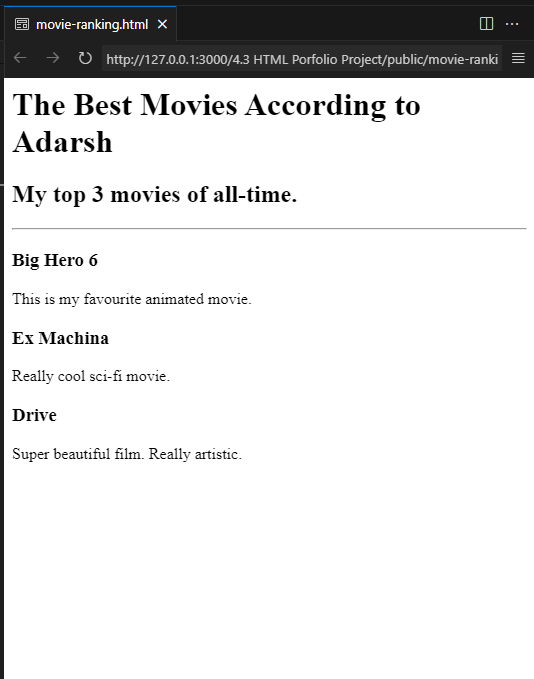 movie-ranking.html
http://127.0.0.1:3000/4.3 HTML Porfolio Project/public/movie-ranki
The Best Movies According to
Adarsh
My top 3 movies of all-time.
Big Hero 6
This is my favourite animated movie.
Ex Machina
Really cool sci-fi movie.
Drive
Super beautiful film. Really artistic.